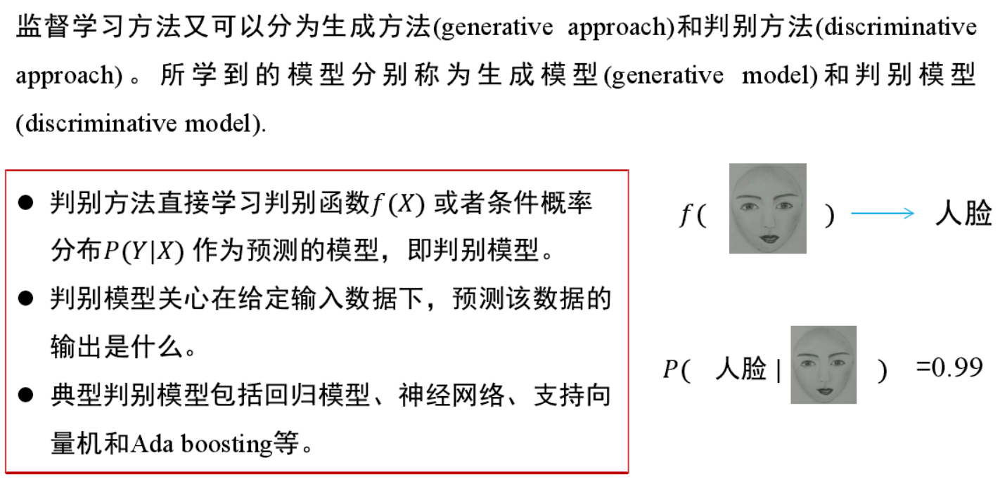 监督学习方法又可以分为生成方法(generative approach)和判别方法(discriminative
approach)。所学到的模型分别称为生成模型(generative model)和判别模型
(discriminative model).
● 判别方法直接学习判别函数f(X) 或者条件概率
分布P(Y|X) 作为预测的模型，即判别模型。
● 判别模型关心在给定输入数据下，预测该数据的
输出是什么。
● 典型判别模型包括回归模型、神经网络、支持向
量机和Ada boosting等。
f( ) → 人脸
P( 人脸 | ) =0.99